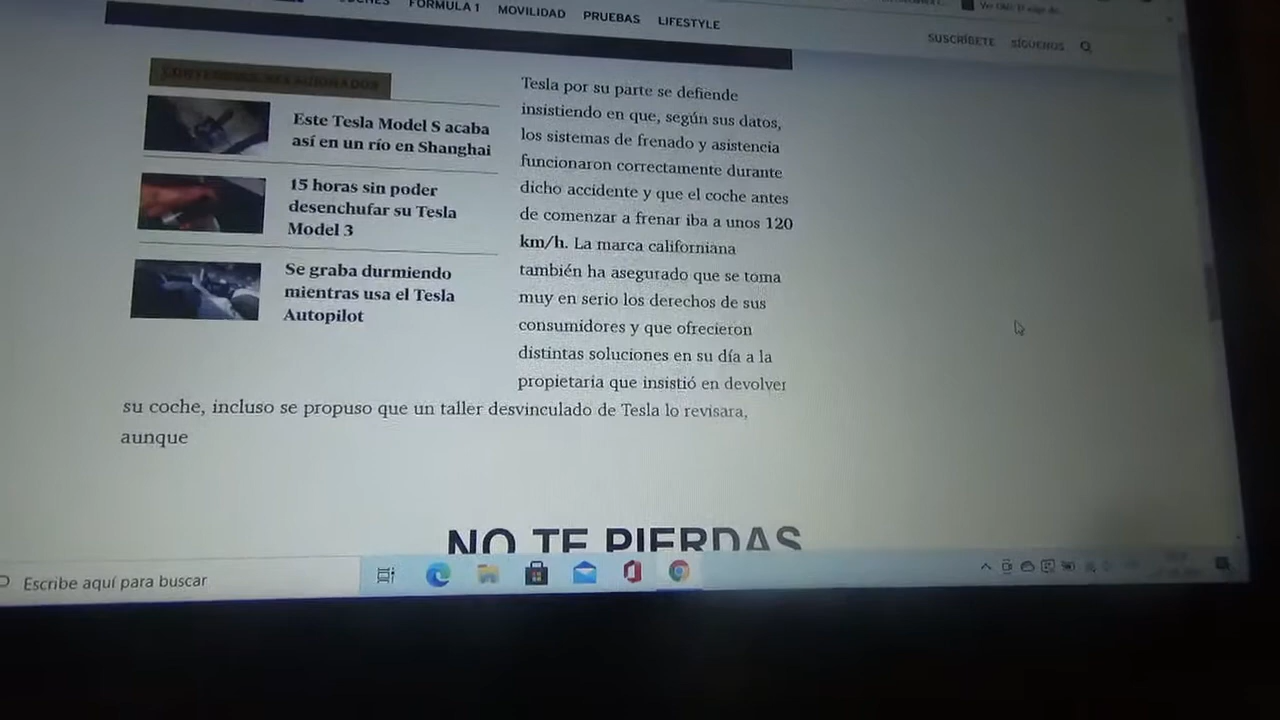 FÓRMULA 1 MOVILIDAD PRUEBAS LIFESTYLE
SUSCRÍBETE SÍGUENOS
Este Tesla Model S acaba
así en un río en Shanghai
15 horas sin poder
desenchufar su Tesla
Model 3
Se graba durmiendo
mientras usa el Tesla
Autopilot
Tesla por su parte se defiende
insistiendo en que, según sus datos,
los sistemas de frenado y asistencia
funcionaron correctamente durante
dicho accidente y que el coche antes
de comenzar a frenar iba a unos 120
km/h. La marca californiana
también ha asegurado que se toma
muy en serio los derechos de sus
consumidores y que ofrecieron
distintas soluciones en su día a la
propietaria que insistió en devolver
su coche, incluso se propuso que un taller desvinculado de Tesla lo revisara,
aunque
NO TE PIERDAS
Escribe aquí para buscar